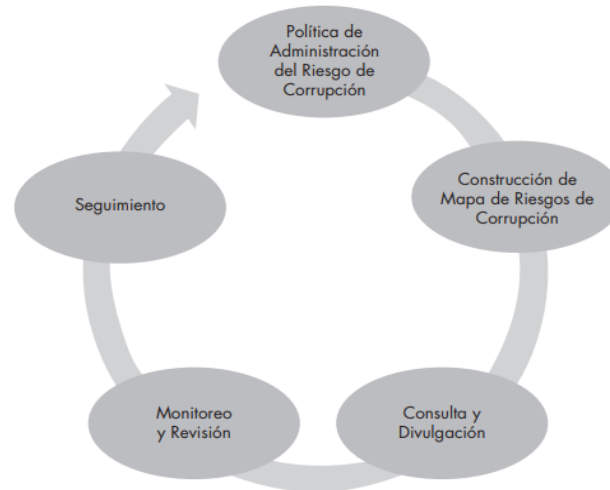 Política de
Administración
del Riesgo de
Corrupción
Construcción de
Mapa de Riesgos de
Corrupción
Consulta y
Divulgación
Monitoreo
y Revisión
Seguimiento